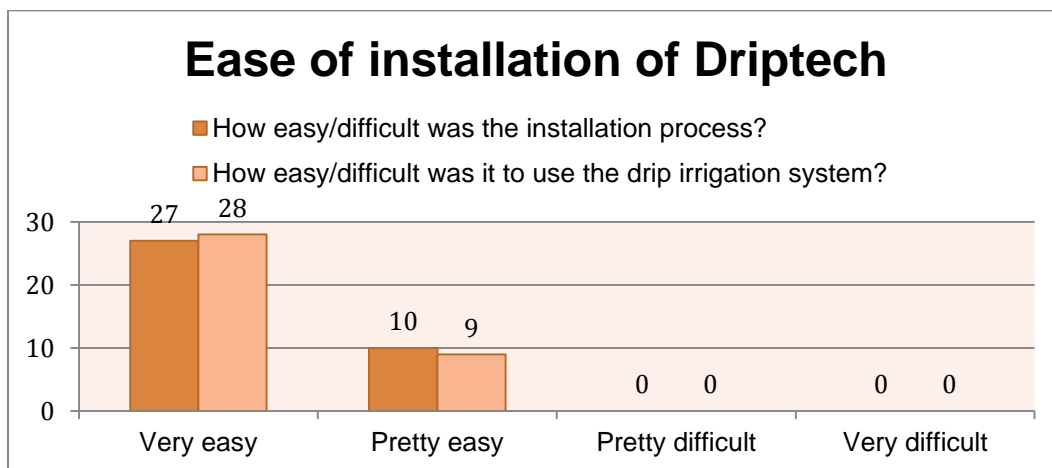 Ease of installation of Driptech
How easy/difficult was the installation process?
How easy/difficult was it to use the drip irrigation system?
27 28
30
20
10 9
10
0 0 0 0
0
Very easy Pretty easy Pretty difficult Very difficult